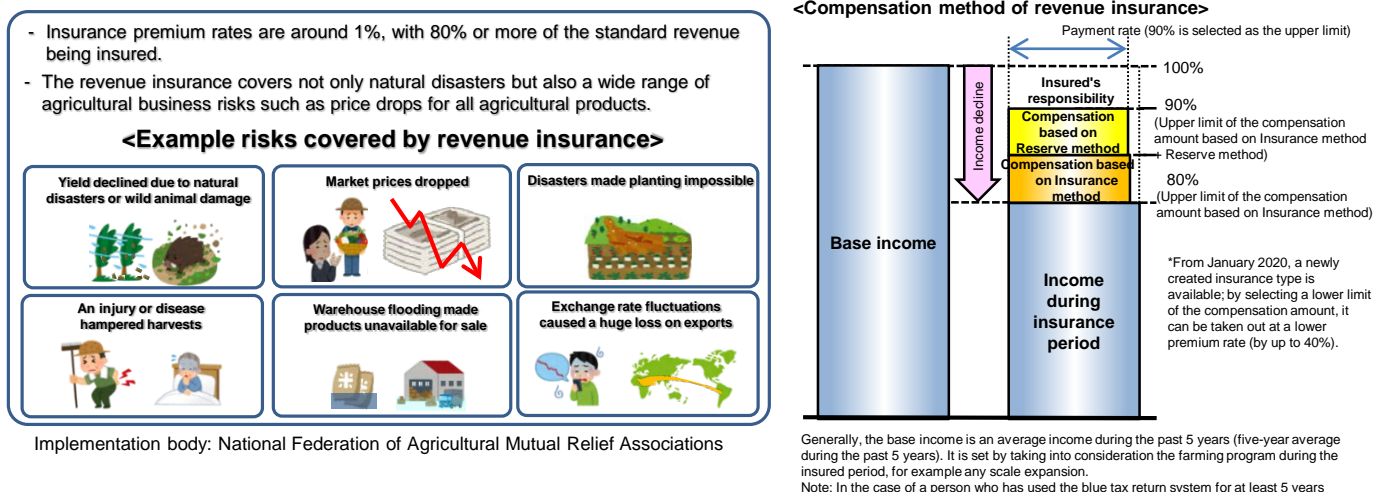 - Insurance premium rates are around 1%, with 80% or more of the standard revenue
being insured.
- The revenue insurance covers not only natural disasters but also a wide range of
agricultural business risks such as price drops for all agricultural products.
<Example risks covered by revenue insurance>
Yield declined due to natural
disasters or wild animal damage
Market prices dropped
Disasters made planting impossible
An injury or disease
hampered harvests
Warehouse flooding made
products unavailable for sale
米
Exchange rate fluctuations
caused a huge loss on exports
Implementation body: National Federation of Agricultural Mutual Relief Associations
<Compensation method of revenue insurance>
Payment rate (90% is selected as the upper limit)
100%
Base income
Income decline
Insured's
responsibility
Compensation
based on
Reserve method
Compensation based
on Insurance
method
Income
during
insurance
period
90%
(Upper limit of the compensation
amount based on Insurance method
+ Reserve method)
80%
(Upper limit of the compensation
amount based on Insurance method)
*From January 2020, a newly
created insurance type is
available; by selecting a lower limit
of the compensation amount, it
can be taken out at a lower
premium rate (by up to 40%).
Generally, the base income is an average income during the past 5 years (five-year average
during the past 5 years). It is set by taking into consideration the farming program during the
insured period, for example any scale expansion.
Note: In the case of a person who has used the blue tax return system for at least 5 years